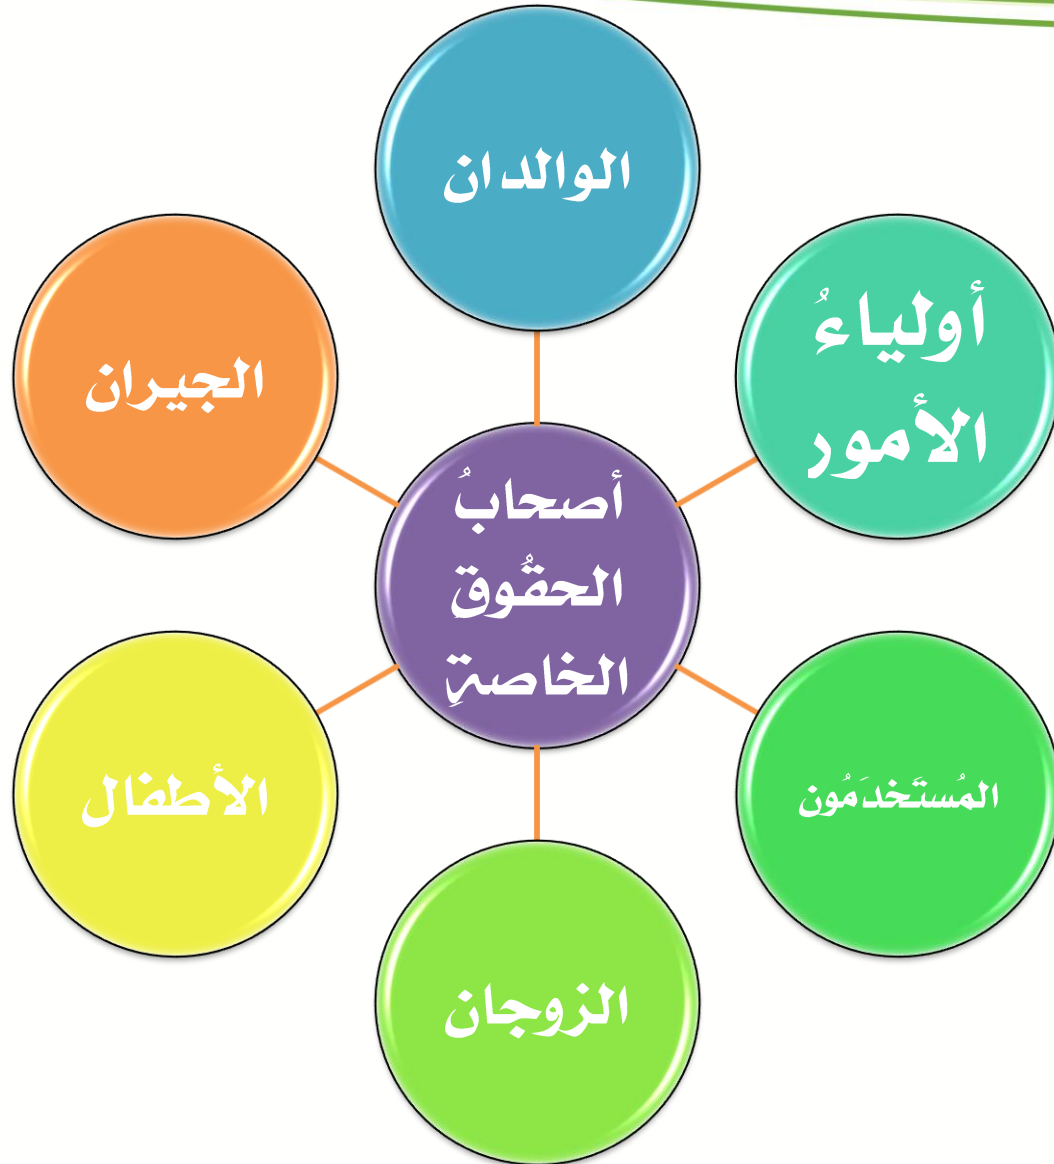 الوالدان
أولياءُ
الأمور
الجيران
أصحابُ
الحقُوقِ
الخاصةِ
المُستَخدَمُون
الأطفال
الزوجان